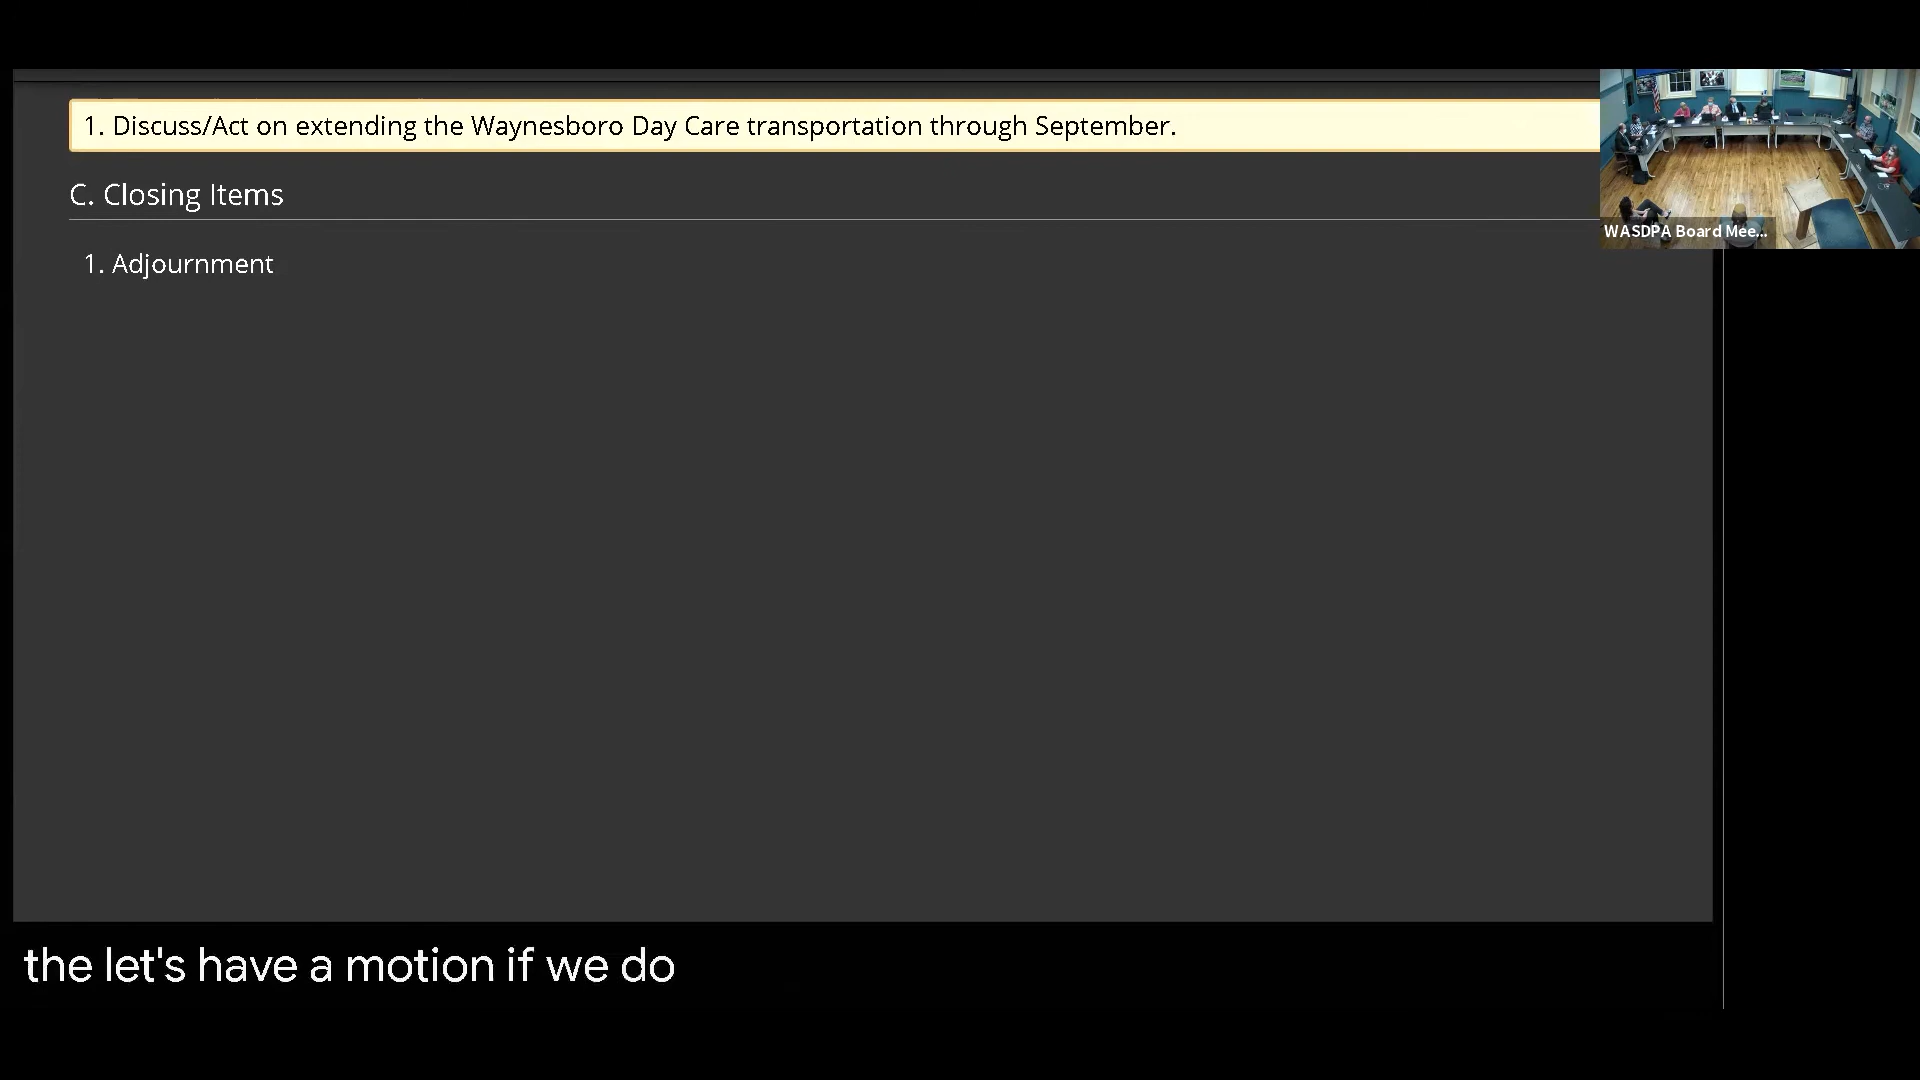 1. Discuss/Act on extending the Waynesboro Day Care transportation through September.
C. Closing Items
1. Adjournment
WASDPA Board Mee...
the let's have a motion if we do